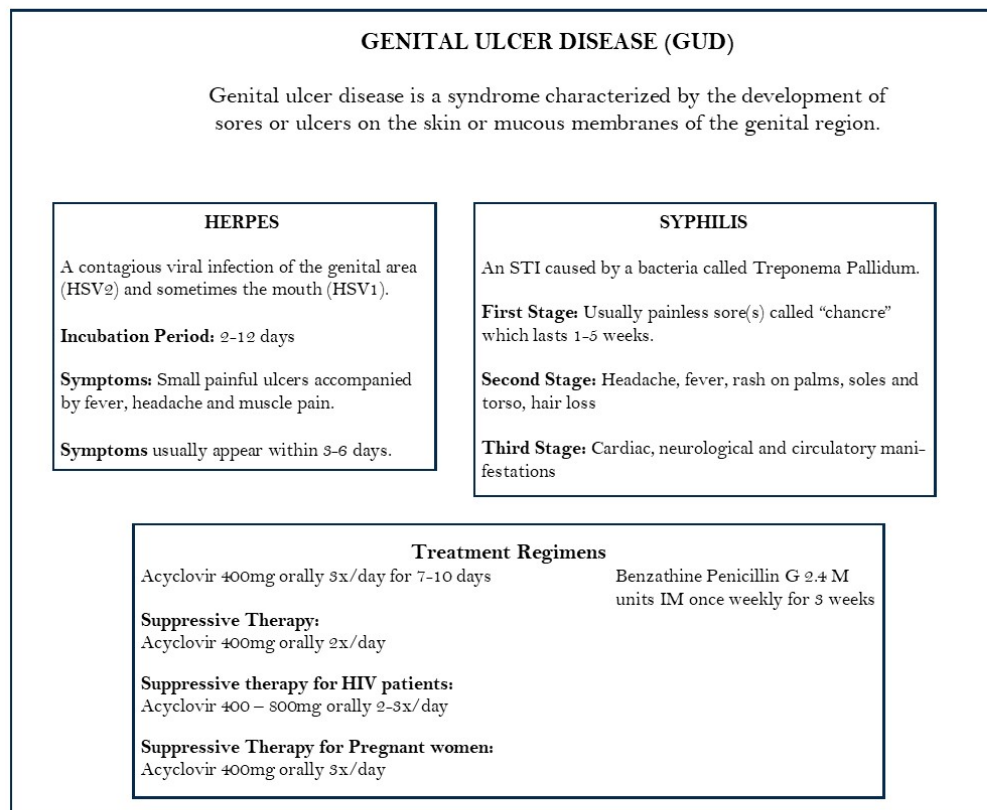 GENITAL ULCER DISEASE (GUD)
Genital ulcer disease is a syndrome characterized by the development of
sores or ulcers on the skin or mucous membranes of the genital region.
HERPES
A contagious viral infection of the genital area
(HSV2) and sometimes the mouth (HSV1).
Incubation Period: 2-12 days
Symptoms: Small painful ulcers accompanied
by fever, headache and muscle pain.
Symptoms usually appear within 3-6 days.
SYPHILIS
An STI caused by a bacteria called Treponema Pallidum.
First Stage: Usually painless sore(s) called “chancre”
which lasts 1-5 weeks.
Second Stage: Headache, fever, rash on palms, soles and
torso, hair loss
Third Stage: Cardiac, neurological and circulatory mani-
festations
Treatment Regimens
Acyclovir 400mg orally 3x/day for 7-10 days
Suppressive Therapy:
Acyclovir 400mg orally 2x/day
Suppressive therapy for HIV patients:
Acyclovir 400 – 800mg orally 2-3x/day
Suppressive Therapy for Pregnant women:
Acyclovir 400mg orally 3x/day
Benzathine Penicillin G 2.4 M
units IM once weekly for 3 weeks